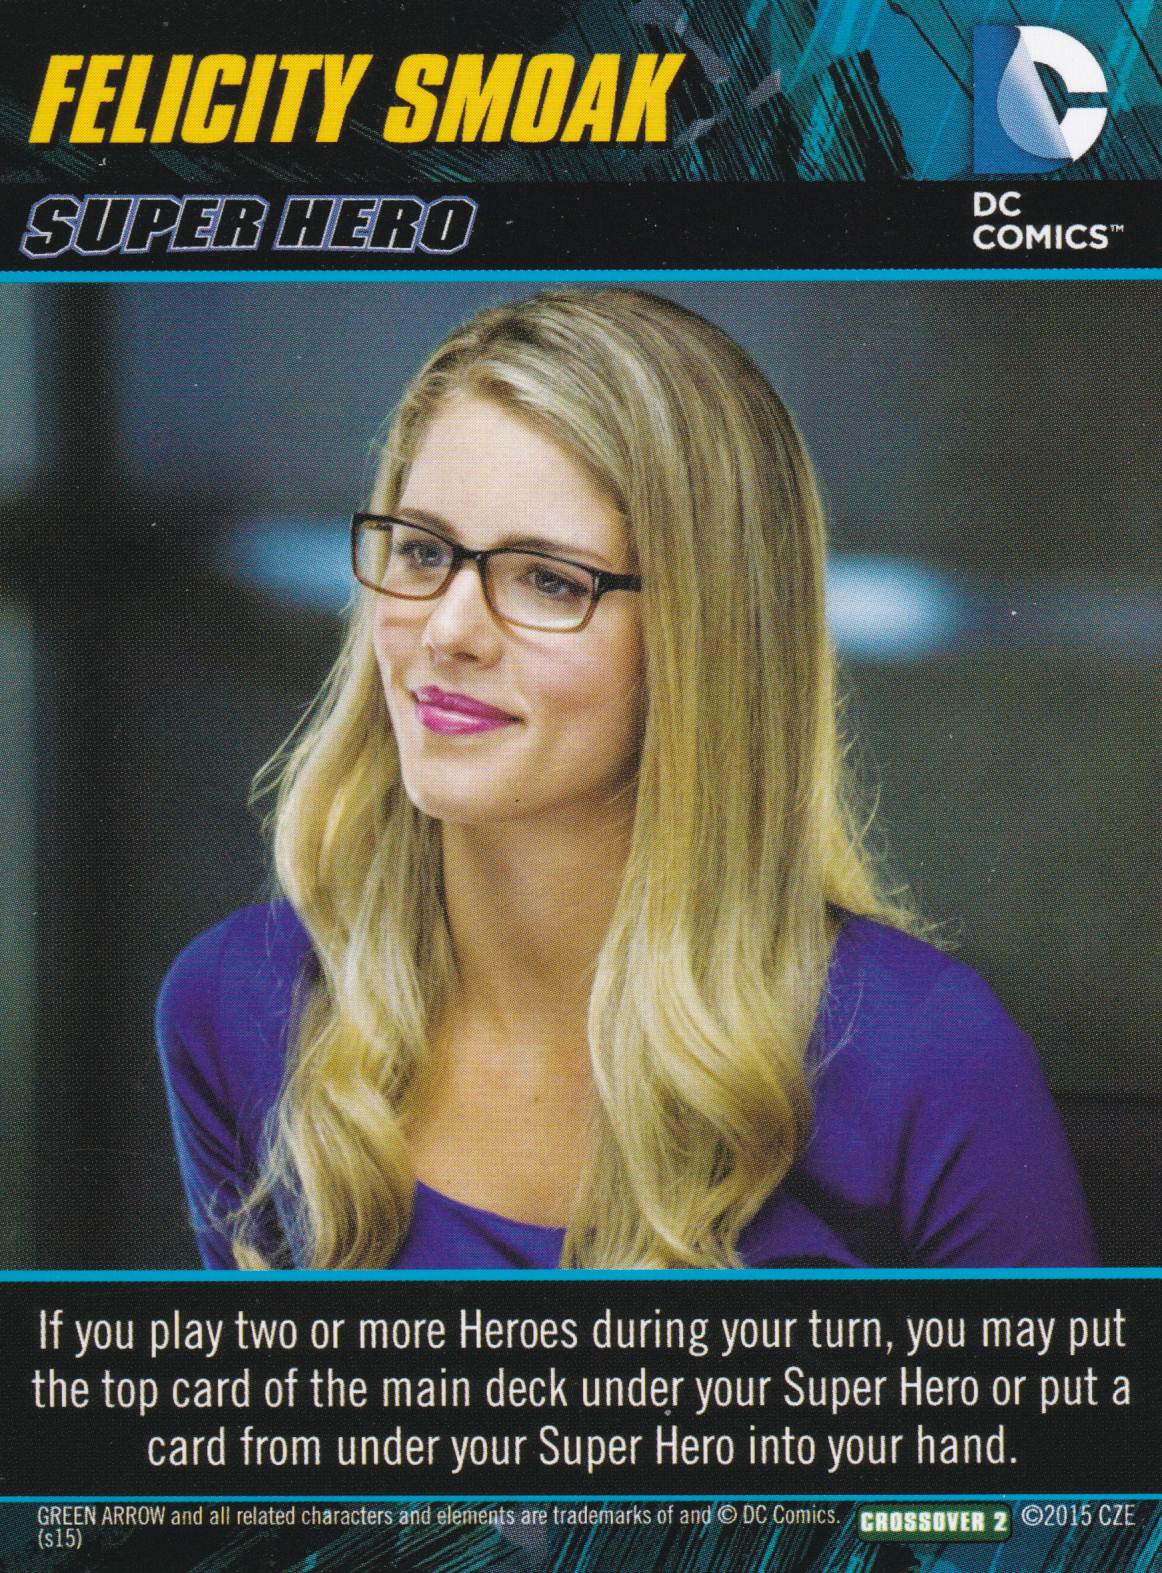 FELICITY SMOAK
SUPER HERO
DC
COMICS™
If you play two or more Heroes during your turn, you may put
the top card of the main deck under your Super Hero or put a
card from under your Super Hero into your hand.
GREEN ARROW and all related characters and elements are trademarks of and © DC Comics.
(s15)
CROSSOVER 2
©2015 CZE